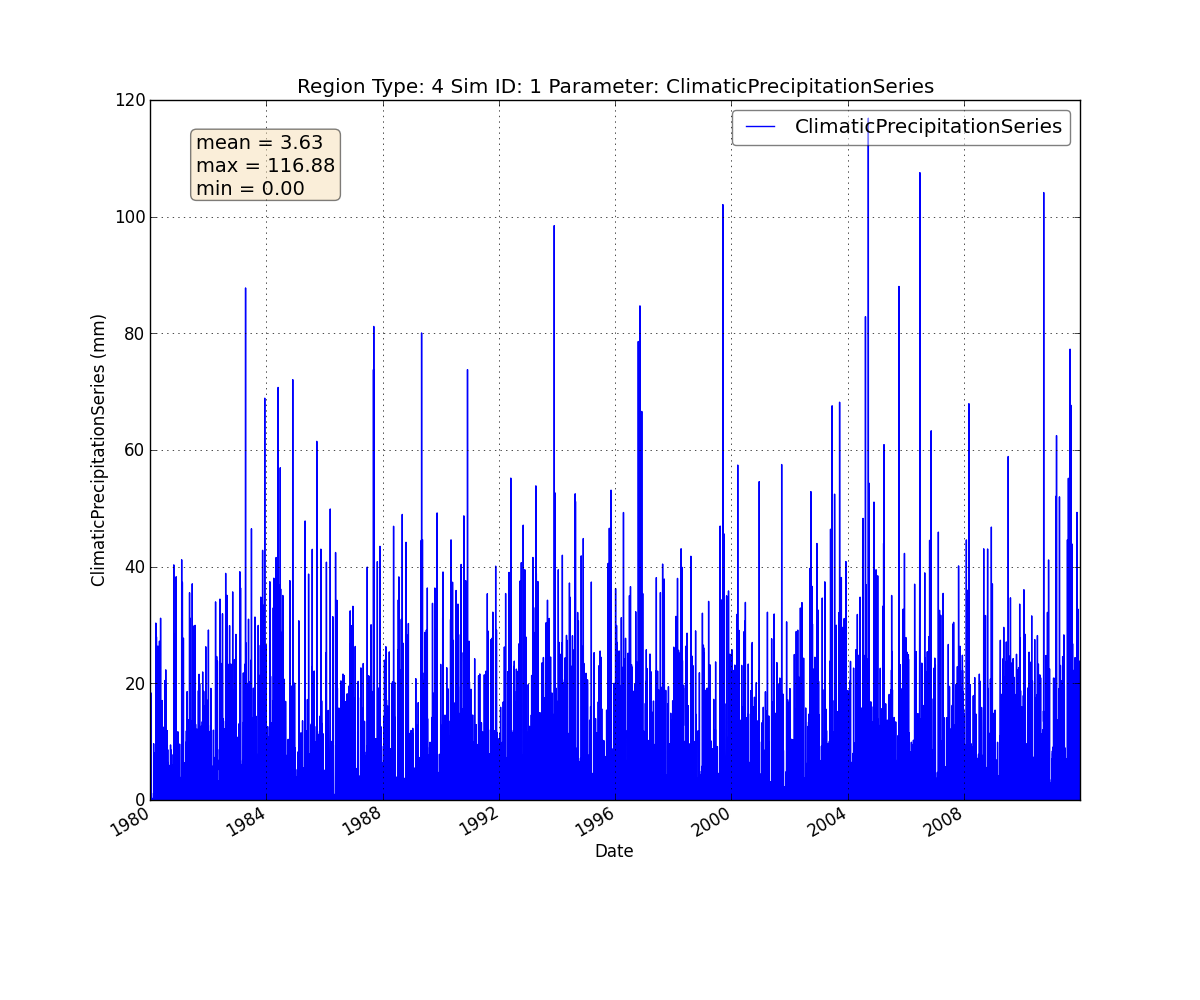 Region Type: 4 Sim ID: 1 Parameter: ClimaticPrecipitationSeries
120
100
80
60
40
20
0
mean = 3.63
max = 116.88
min = 0.00
ClimaticPrecipitationSeries
ClimaticPrecipitationSeries (mm)
1980
1984
1988
1992
1996
2000
2004
2008
Date